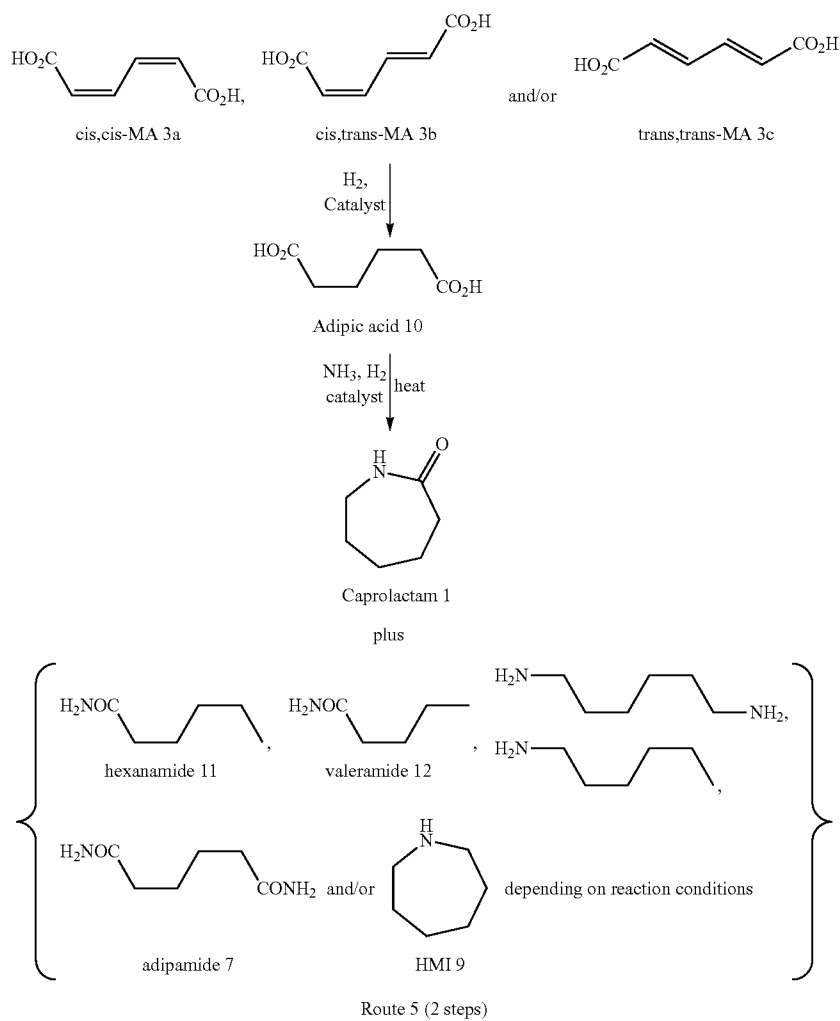 HO₂C CO₂H, HO₂C CO₂H and/or HO₂C CO₂H
cis,cis-MA 3a cis,trans-MA 3b trans,trans-MA 3c
H₂,
Catalyst
HO₂C CO₂H
Adipic acid 10
NH₃, H₂
catalyst heat
H
N O
Caprolactam 1
plus
H₂NOC , H₂NOC , H₂N NH₂,
hexanamide 11 valeramide 12 H₂N ,
H₂NOC CONH₂ and/or H
N depending on reaction conditions
adipamide 7 HMI 9
Route 5 (2 steps)